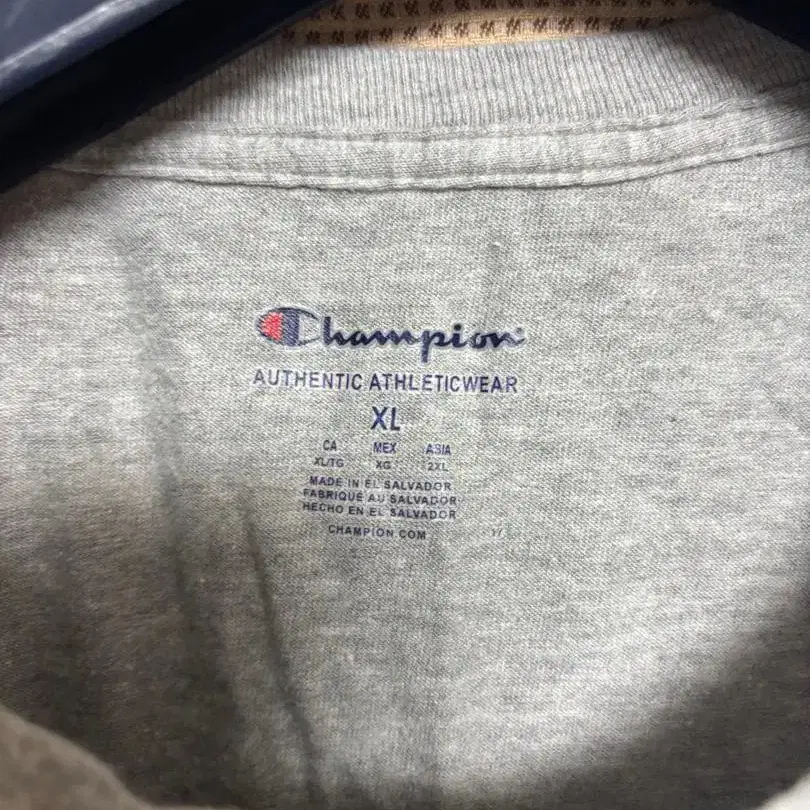 Champion
AUTHENTIC ATHLETICWEAR
XL
CA MEX ASIA
XL/TG XG 2XL
MADE IN EL SALVADOR
FABRIQUÉ AU SALVADOR
HECHO EN EL SALVADOR
CHAMPION.COM